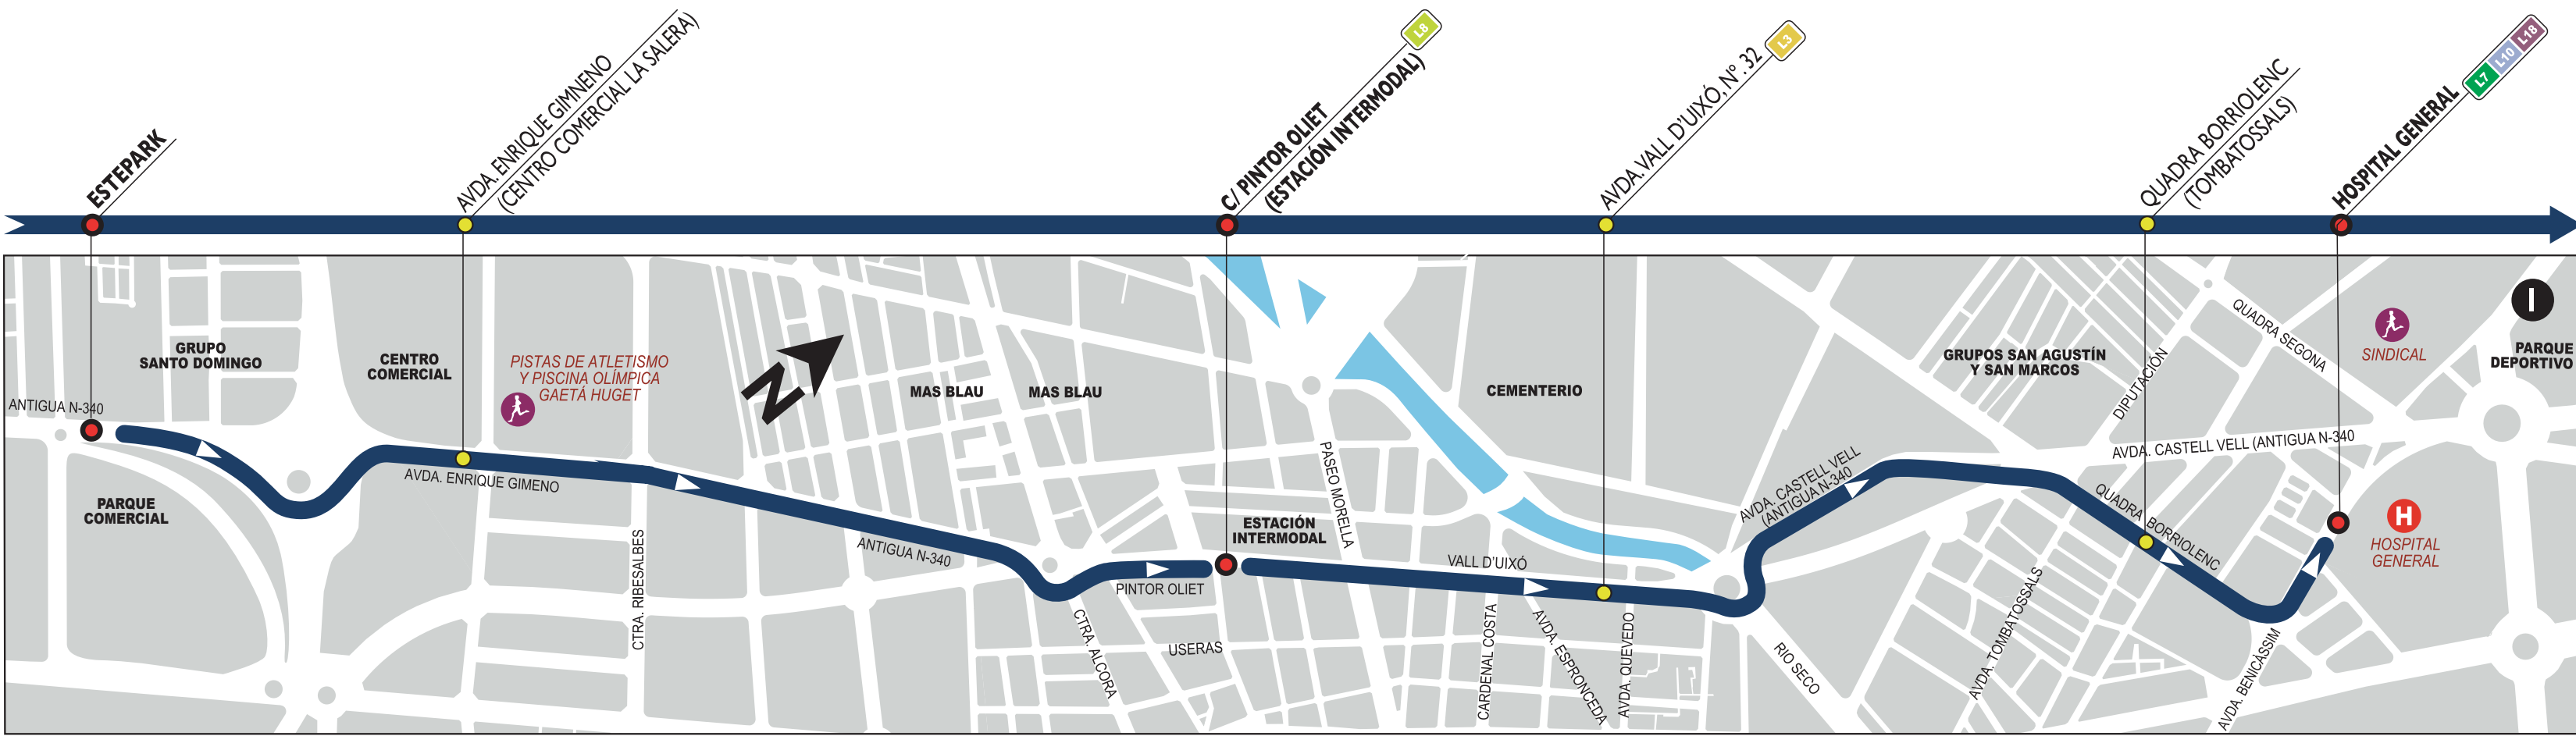 ESTEPARK
AVDA. ENRIQUE GIMNENO
(CENTRO COMERCIAL LA SALERA)
C/ PINTOR OLIET
(ESTACIÓN INTERMODAL)
L8
AVDA. VALL D'UIXÓ, Nº. 32
L3
QUADRA BORRIOLENC
(TOMBATOSSALS)
HOSPITAL GENERAL
L7 L10 L18
ANTIGUA N-340
GRUPO
SANTO DOMINGO
PARQUE
COMERCIAL
CENTRO
COMERCIAL
AVDA. ENRIQUE GIMENO
PISTAS DE ATLETISMO
Y PISCINA OLÍMPICA
GAETÁ HUGET
CTRA. RIBESALBES
N
MAS BLAU
MAS BLAU
ANTIGUA N-340
CTRA. ALCORA
PINTOR OLIET
USERAS
ESTACIÓN
INTERMODAL
PASEO MORELLA
CEMENTERIO
VALL D'UIXÓ
CARDENAL COSTA
AVDA. ESPRONCEDA
AVDA. QUEVEDO
RIO SECO
AVDA. CASTELL VELL
(ANTIGUA N-340
GRUPOS SAN AGUSTÍN
Y SAN MARCOS
AVDA. TOMBATOSSALS
DIPUTACIÓN
QUADRA SEGONA
AVDA. CASTELL VELL (ANTIGUA N-340
QUADRA BORRIOLENC
AVDA. BENICÀSSIM
SINDICAL
H
HOSPITAL
GENERAL
I
PARQUE
DEPORTIVO